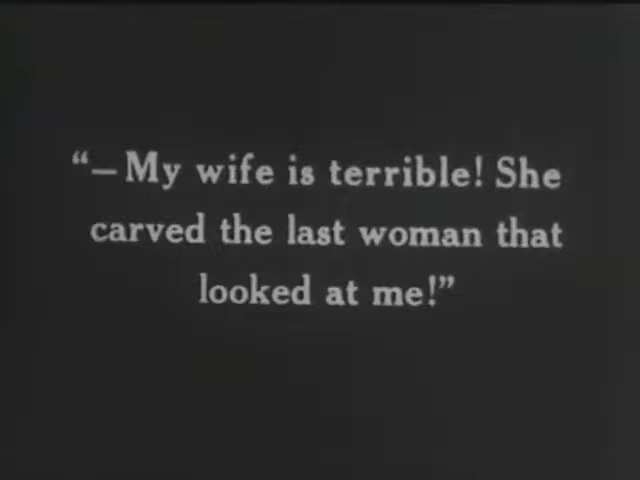 “—My wife is terrible! She
carved the last woman that
looked at me!”